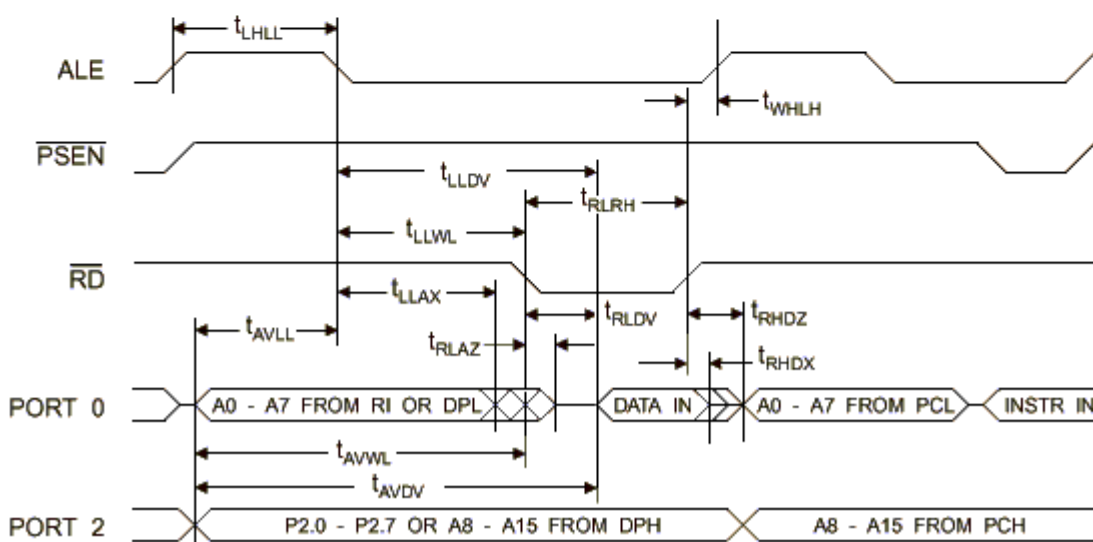 tLHLL
ALE
tWHLH
PSEN
tLLDV
tRLRH
tLLWL
RD
tLLAX
tRLDV
tRHDZ
tAVLL
tRLAZ
tRHDX
PORT 0
A0 - A7 FROM RI OR DPL
DATA IN
A0 - A7 FROM PCL
INSTR IN
tAVWL
tAVDV
PORT 2
P2.0 - P2.7 OR A8 - A15 FROM DPH
A8 - A15 FROM PCH